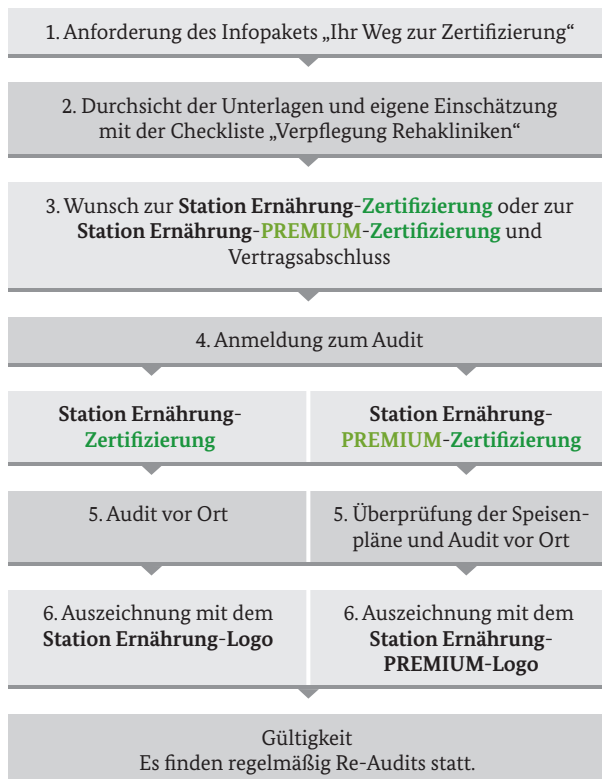 1. Anforderung des Infopakets „Ihr Weg zur Zertifizierung“
2. Durchsicht der Unterlagen und eigene Einschätzung
mit der Checkliste „Verpflegung Rehakliniken“
3. Wunsch zur Station Ernährung-Zertifizierung oder zur
Station Ernährung-PREMIUM-Zertifizierung und
Vertragsabschluss
4. Anmeldung zum Audit
Station Ernährung-
Zertifizierung
Station Ernährung-
PREMIUM-Zertifizierung
5. Audit vor Ort
5. Überprüfung der Speisen-
pläne und Audit vor Ort
6. Auszeichnung mit dem
Station Ernährung-Logo
6. Auszeichnung mit dem
Station Ernährung-
PREMIUM-Logo
Gültigkeit
Es finden regelmäßig Re-Audits statt.